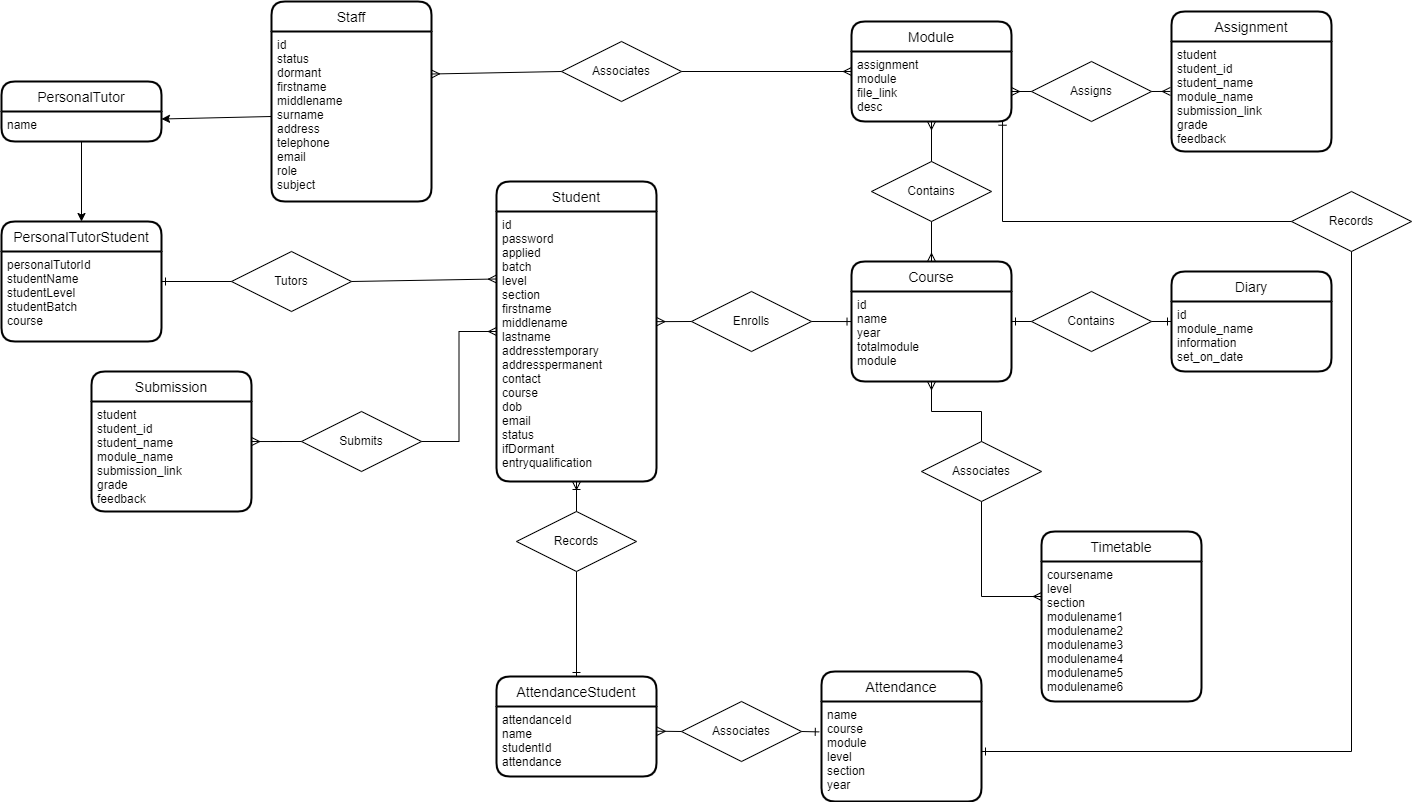 Staff
id
status
dormant
firstname
middlename
surname
address
telephone
email
role
subject
Associates
Module
assignment
module
file_link
desc
Assigns
Assignment
student
student_id
student_name
module_name
submission_link
grade
feedback
PersonalTutor
name
PersonalTutorStudent
personalTutorId
studentName
studentLevel
studentBatch
course
Tutors
Student
id
password
applied
batch
level
section
firstname
middlename
lastname
addresstemporary
addresspermanent
contact
course
dob
email
status
ifDormant
entryqualification
Contains
Records
Enrolls
Course
id
name
year
totalmodule
module
Contains
Diary
id
module_name
information
set_on_date
Submission
student
student_id
student_name
module_name
submission_link
grade
feedback
Submits
Associates
Records
Timetable
coursename
level
section
modulename1
modulename2
modulename3
modulename4
modulename5
modulename6
AttendanceStudent
attendanceId
name
studentId
attendance
Associates
Attendance
name
course
module
level
section
year